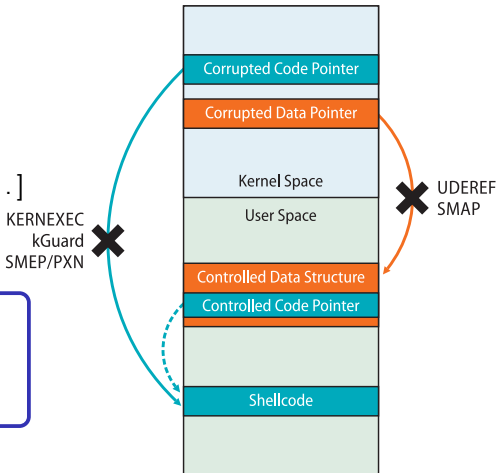 Corrupted Code Pointer
Corrupted Data Pointer
. ]
KERNEXEC
kGuard
SMEP/PXN
Kernel Space
User Space
UDEREF
SMAP
Controlled Data Structure
Controlled Code Pointer
Shellcode